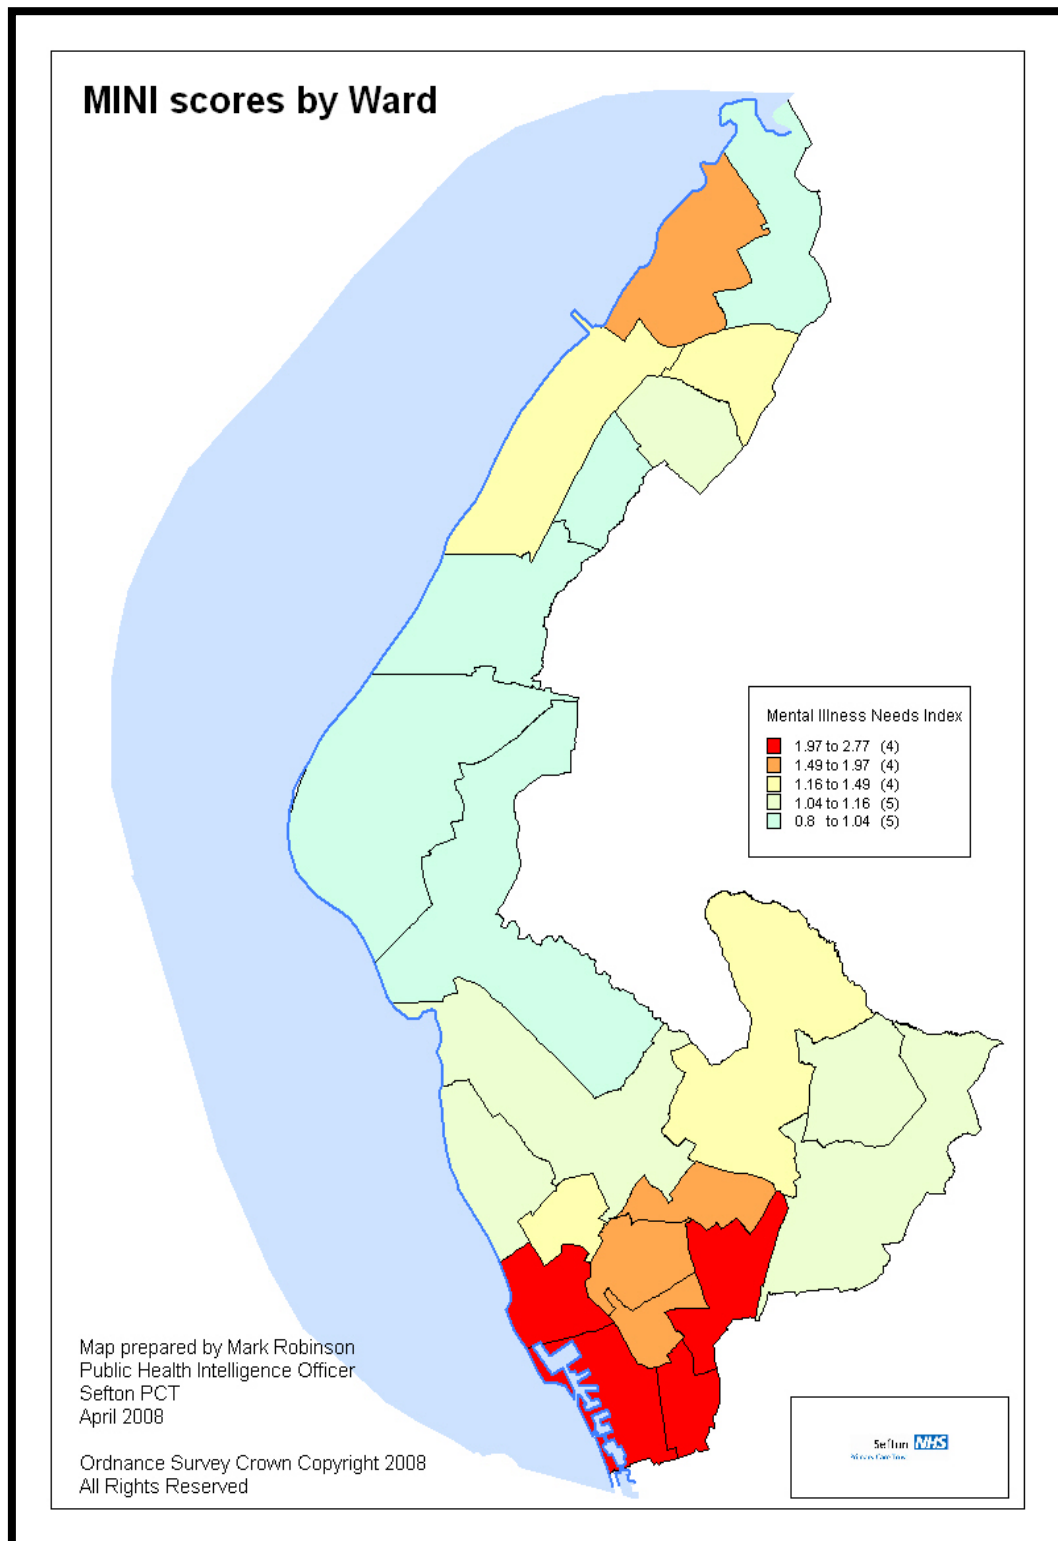 MINI scores by Ward
Mental Illness Needs Index
1.97 to 2.77 (4)
1.49 to 1.97 (4)
1.16 to 1.49 (4)
1.04 to 1.16 (5)
0.8 to 1.04 (5)
Map prepared by Mark Robinson
Public Health Intelligence Officer
Sefton PCT
April 2008
Ordnance Survey Crown Copyright 2008
All Rights Reserved
Sefton NHS
Primary Care Trust